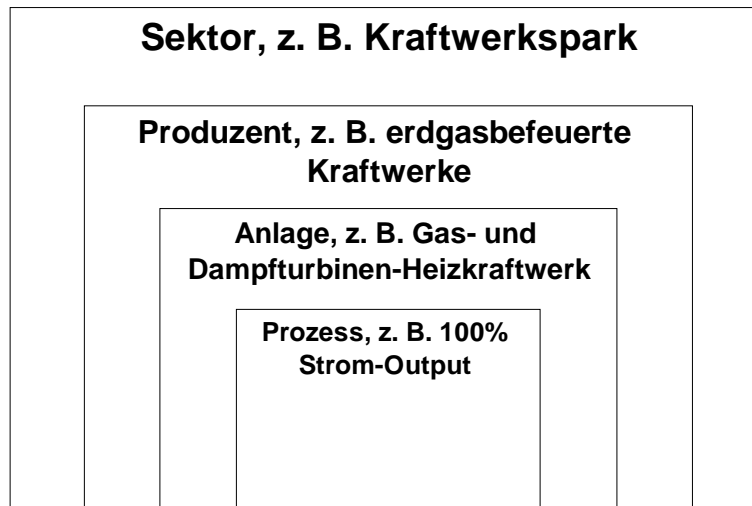 Sektor, z. B. Kraftwerkspark
Produzent, z. B. erdgasbefeuerte
Kraftwerke
Anlage, z. B. Gas- und
Dampfturbinen-Heizkraftwerk
Prozess, z. B. 100%
Strom-Output